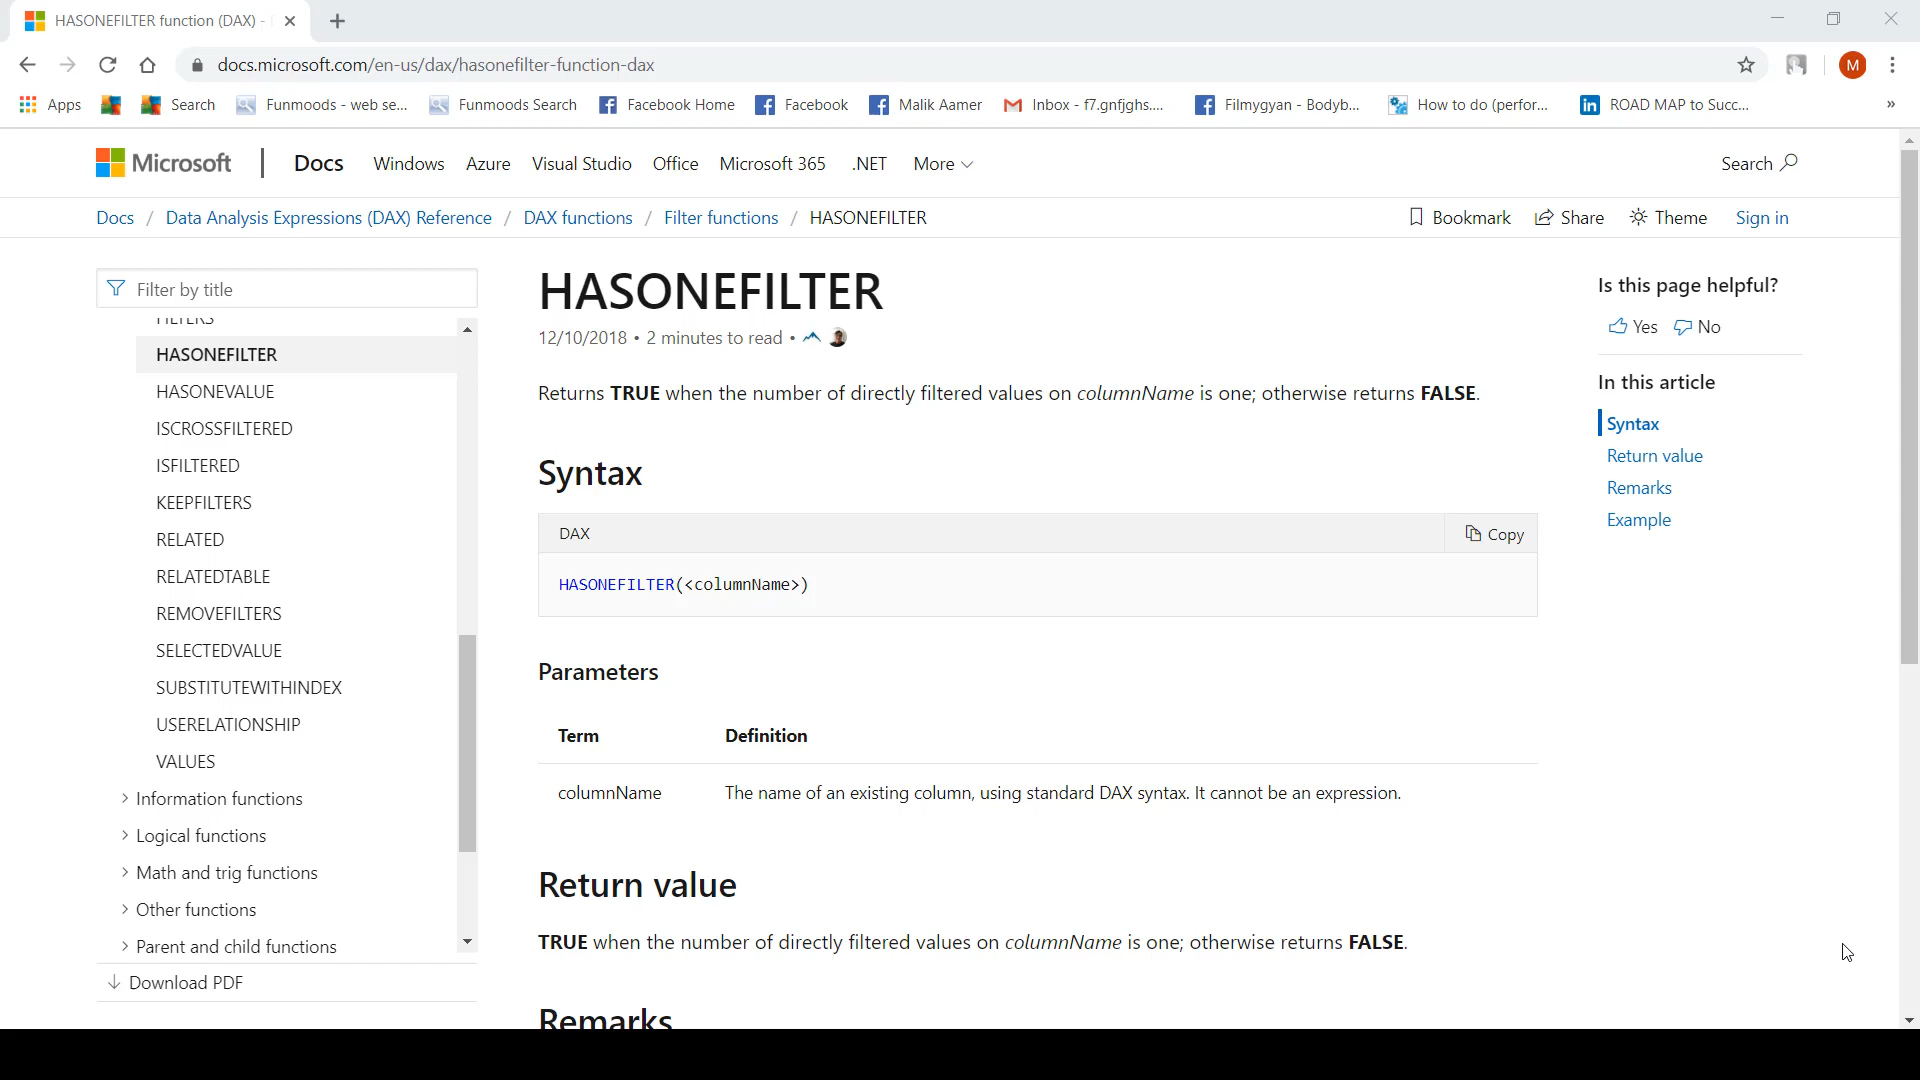 HASONEFILTER function (DAX) -
docs.microsoft.com/en-us/dax/hasonefilter-function-dax
M
Apps
Search
Funmoods - web se...
Funmoods Search
Facebook Home
Facebook
Malik Aamer
Inbox - f7.gnfjghs....
Filmygyan - Bodyb...
How to do (perfor...
ROAD MAP to Succ...
»
Microsoft
Docs
Windows
Azure
Visual Studio
Office
Microsoft 365
.NET
More
Search
Docs / Data Analysis Expressions (DAX) Reference / DAX functions / Filter functions / HASONEFILTER
Bookmark
Share
Theme
Sign in
Filter by title
FILTERS
HASONEFILTER
HASONEVALUE
ISCROSSFILTERED
ISFILTERED
KEEPFILTERS
RELATED
RELATEDTABLE
REMOVEFILTERS
SELECTEDVALUE
SUBSTITUTEWITHINDEX
USERELATIONSHIP
VALUES
Information functions
Logical functions
Math and trig functions
Other functions
Parent and child functions
Download PDF
HASONEFILTER
12/10/2018 • 2 minutes to read •
Returns TRUE when the number of directly filtered values on columnName is one; otherwise returns FALSE.
Syntax
DAX
Copy
HASONEFILTER(<columnName>)
Parameters
Term Definition
columnName The name of an existing column, using standard DAX syntax. It cannot be an expression.
Return value
TRUE when the number of directly filtered values on columnName is one; otherwise returns FALSE.
Remarks
Is this page helpful?
Yes No
In this article
Syntax
Return value
Remarks
Example